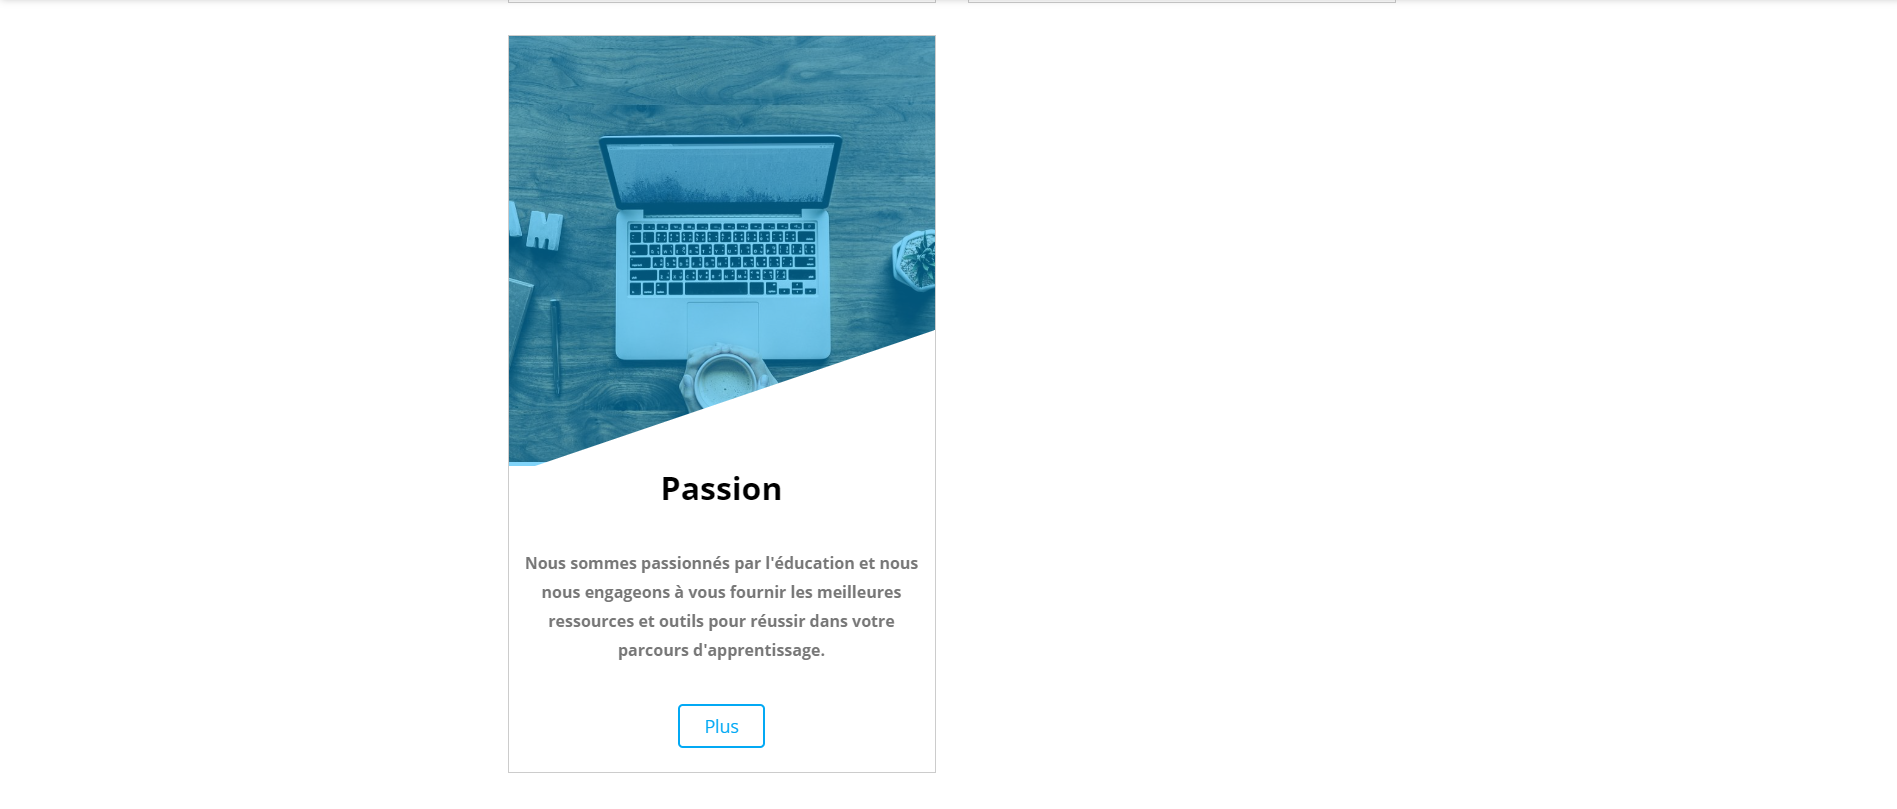 Passion
Nous sommes passionnés par l'éducation et nous
nous engageons à vous fournir les meilleures
ressources et outils pour réussir dans votre
parcours d'apprentissage.
Plus